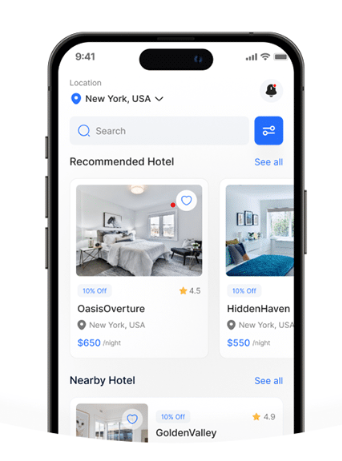 9:41
Location
New York, USA
Search
Recommended Hotel See all
10% Off 4.5
OasisOverture
New York, USA
$650 /night
10% Off
HiddenHaven
New York, USA
$550 /night
Nearby Hotel See all
10% Off 4.9
GoldenValley